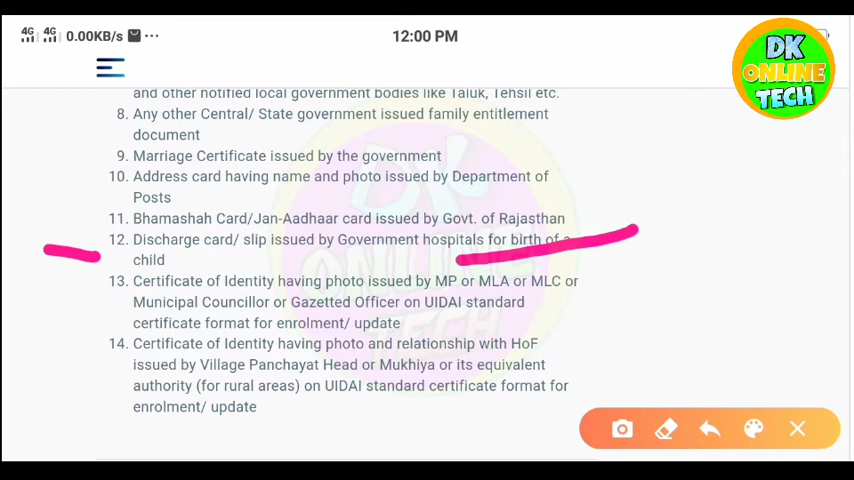 4G 4G 0.00KB/s ... 12:00 PM
DK
ONLINE
TECH
and other notified local government bodies like Taluk, Tehsil etc.
8. Any other Central/ State government issued family entitlement
document
9. Marriage Certificate issued by the government
10. Address card having name and photo issued by Department of
Posts
11. Bhamashah Card/Jan-Aadhaar card issued by Govt. of Rajasthan
12. Discharge card/ slip issued by Government hospitals for birth of a
child
13. Certificate of Identity having photo issued by MP or MLA or MLC or
Municipal Councillor or Gazetted Officer on UIDAI standard
certificate format for enrolment/ update
14. Certificate of Identity having photo and relationship with HoF
issued by Village Panchayat Head or Mukhiya or its equivalent
authority (for rural areas) on UIDAI standard certificate format for
enrolment/ update
DK
ONLINE
TECH